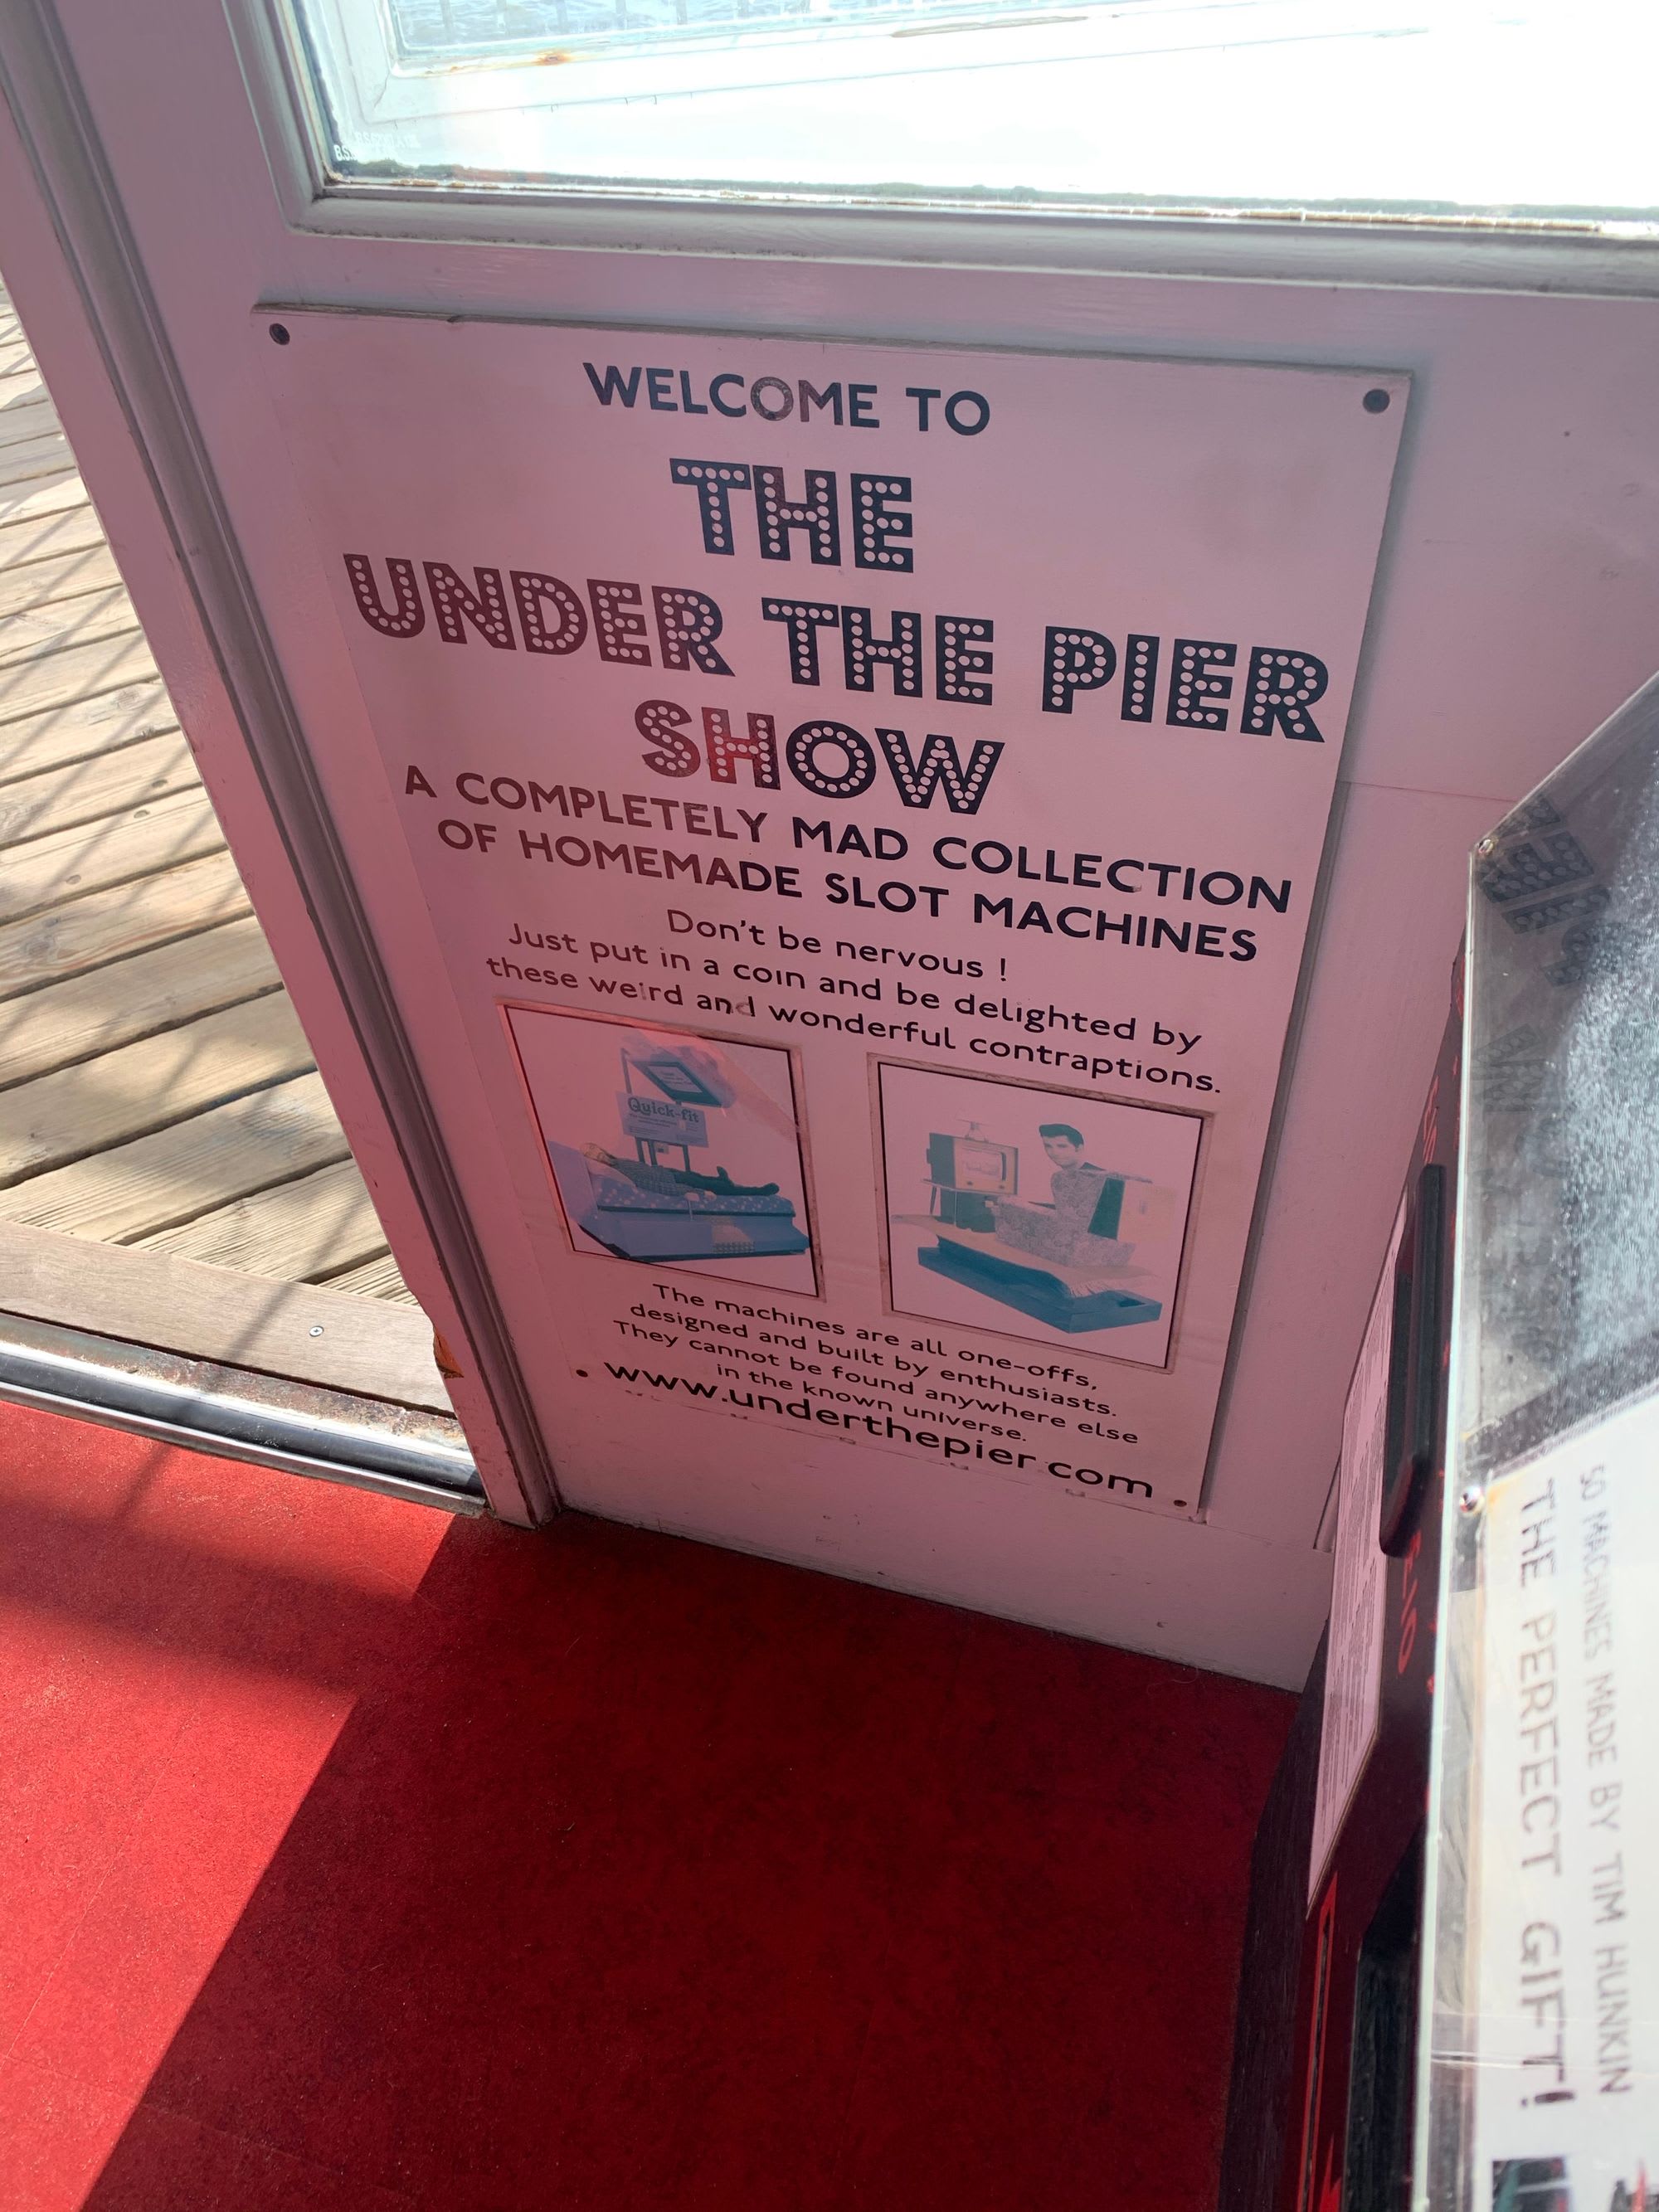 WELCOME TO
THE
UNDER THE PIER
SHOW
A COMPLETELY MAD COLLECTION
OF HOMEMADE SLOT MACHINES
Don't be nervous !
Just put in a coin and be delighted by
these weird and wonderful contraptions.
Quick-fit
The machines are all one-offs,
designed and built by enthusiasts.
They cannot be found anywhere else
in the known universe.
www.underthepier.com
SO MACHINES MADE BY TIM HUNKIN
THE PERFECT GIFT!